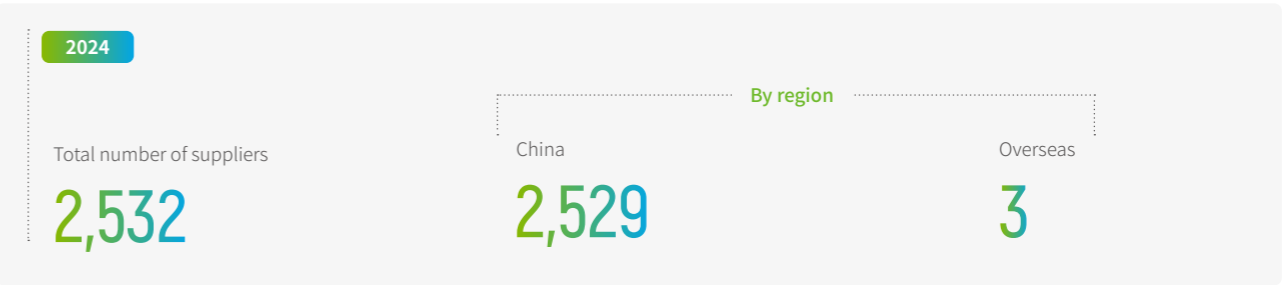 2024
By region
Total number of suppliers
2,532
China
2,529
Overseas
3